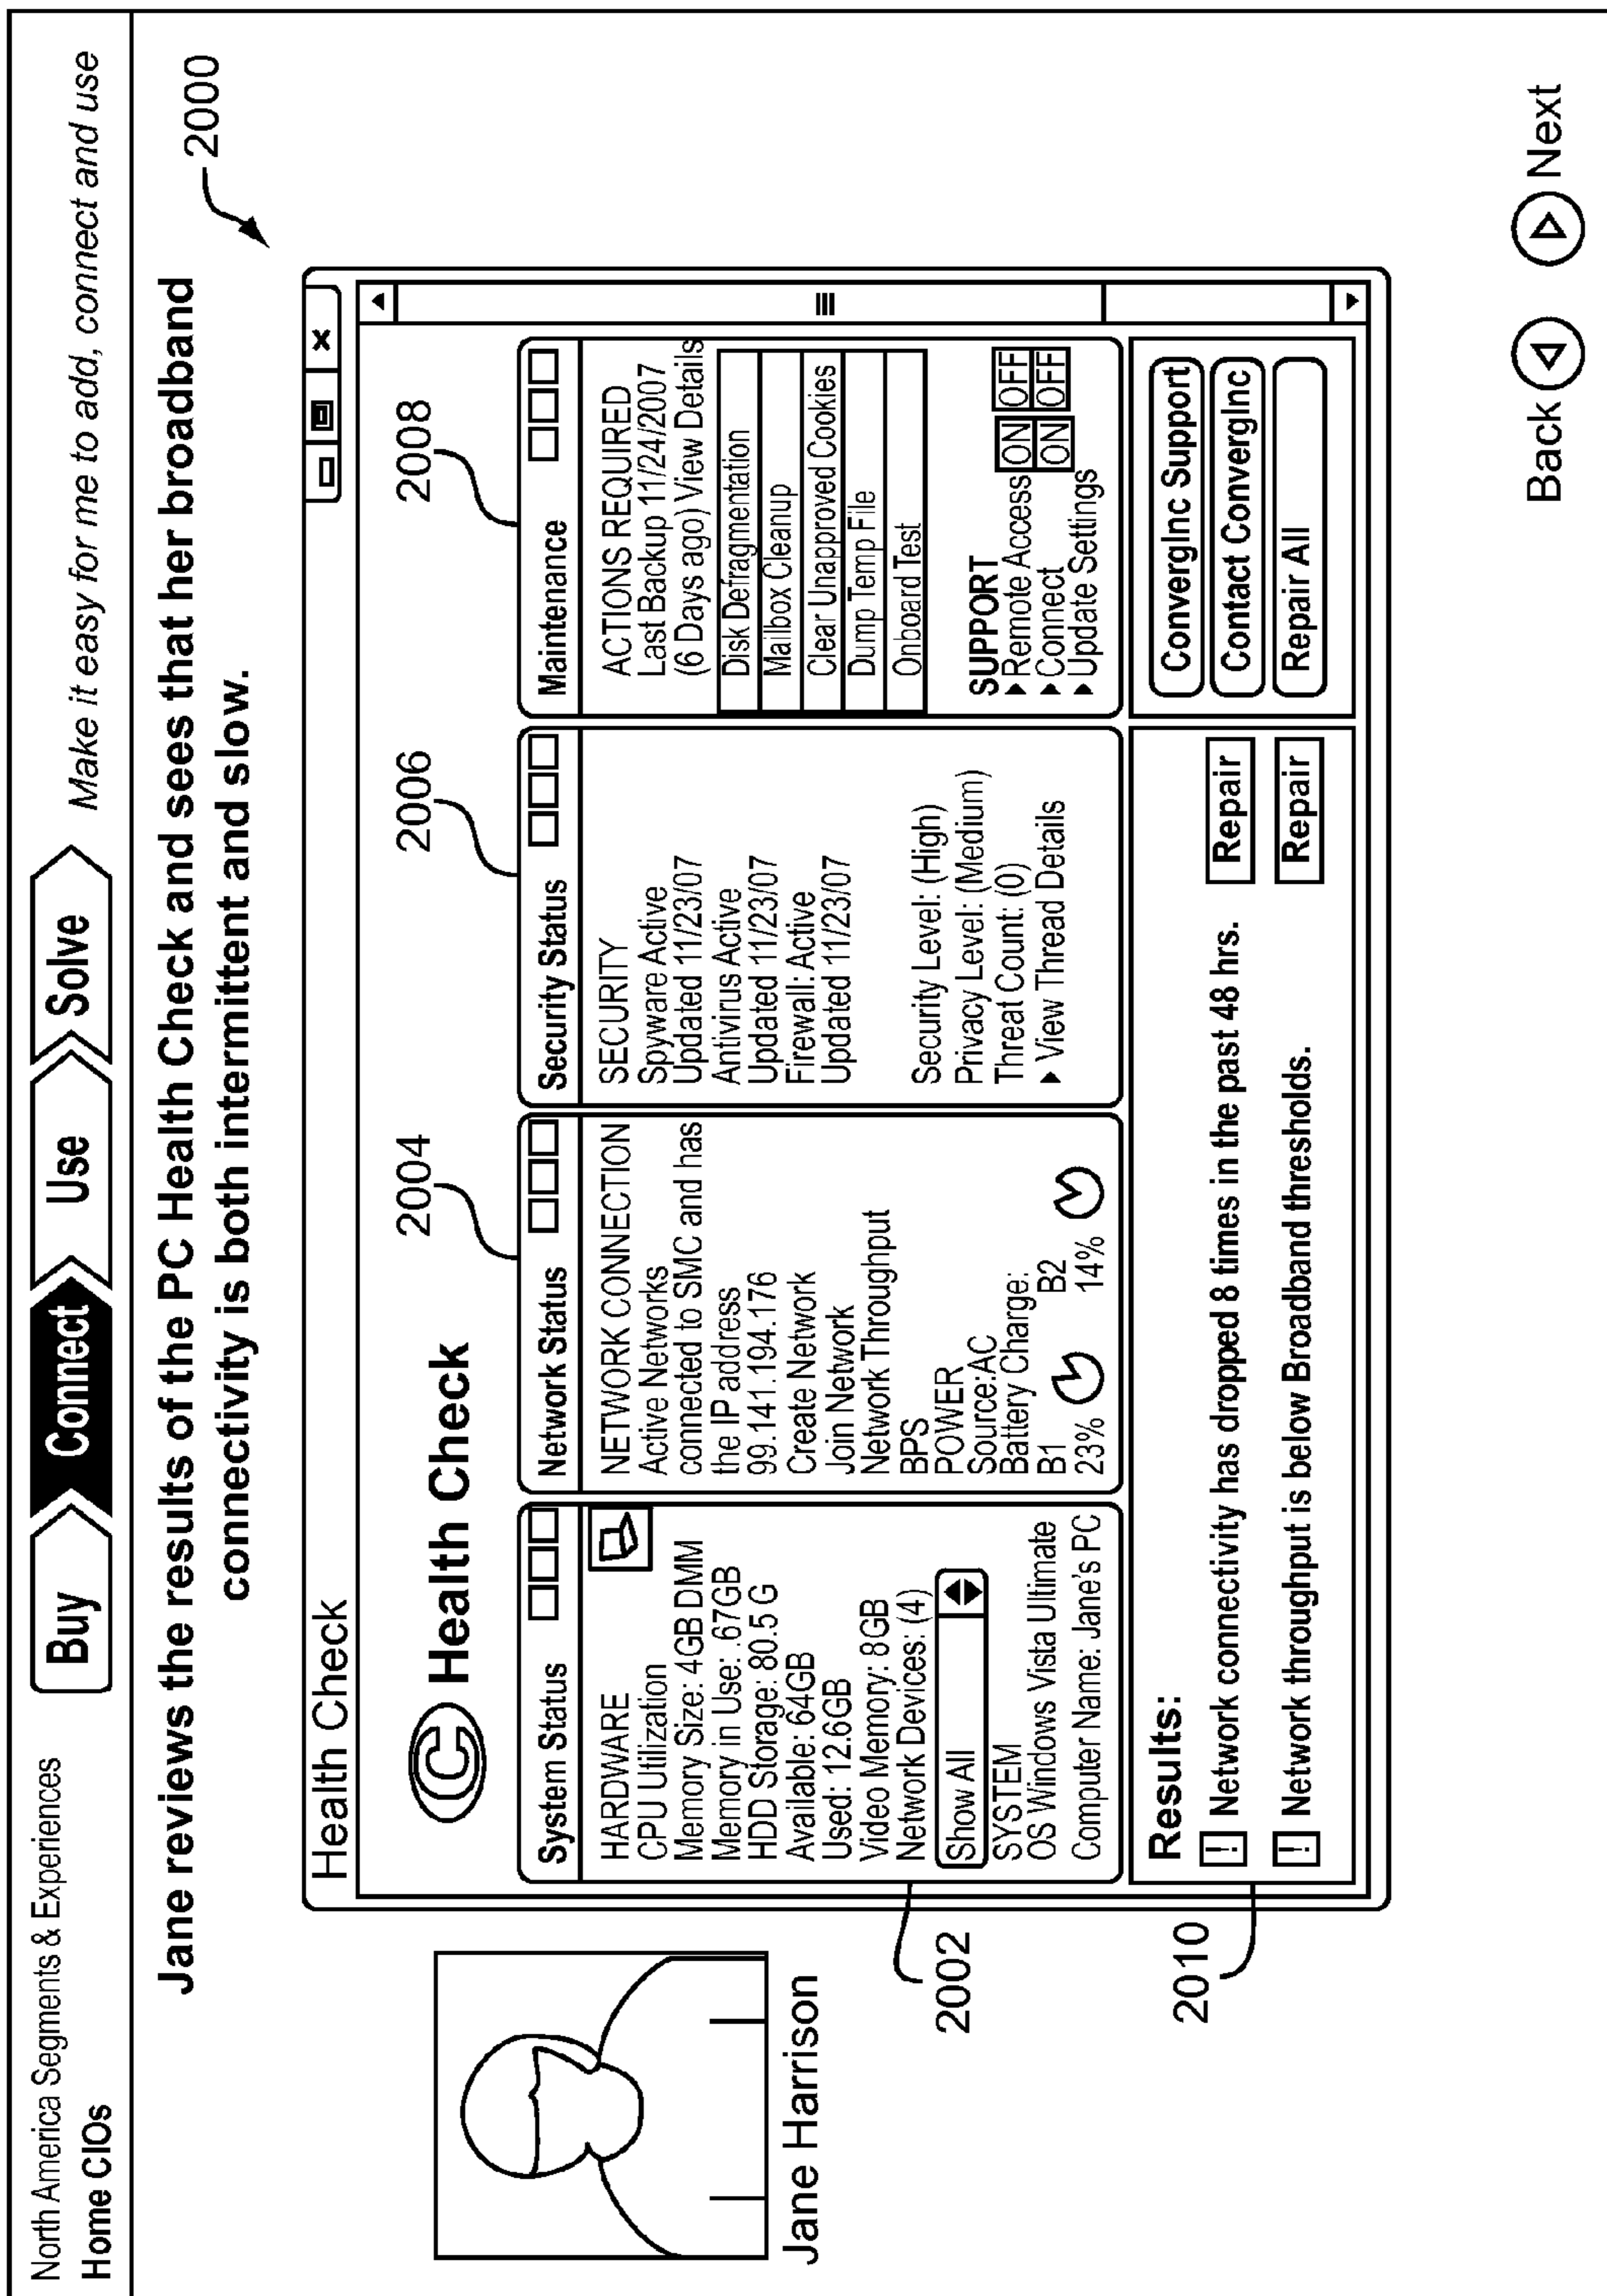 North America Segments & Experiences
Home CIOs
Buy
Connect
Use
Solve
Make it easy for me to add, connect and use
Jane reviews the results of the PC Health Check and sees that her broadband
connectivity is both intermittent and slow.
2000
Jane Harrison
Health Check
C Health Check
2002
2004
2006
2008
2010
System Status
HARDWARE
CPU Utilization
Memory Size: 4GB DMM
Memory in Use: .67GB
HDD Storage: 80.5 G
Available: 64GB
Used: 12.6GB
Video Memory: 8GB
Network Devices: (4)
Show All
SYSTEM
OS Windows Vista Ultimate
Computer Name: Jane's PC
Network Status
NETWORK CONNECTION
Active Networks
connected to SMC and has
the IP address
99.141.194.176
Create Network
Join Network
Network Throughput
BPS
POWER
Source:AC
Battery Charge:
B1 B2
23% 14%
Security Status
SECURITY
Spyware Active
Updated 11/23/07
Antivirus Active
Updated 11/23/07
Firewall: Active
Updated 11/23/07
Security Level: (High)
Privacy Level: (Medium)
Threat Count: (0)
View Thread Details
Maintenance
ACTIONS REQUIRED
Last Backup 11/24/2007
(6 Days ago) View Details
Disk Defragmentation
Mailbox Cleanup
Clear Unapproved Cookies
Dump Temp File
Onboard Test
SUPPORT
Remote Access ON OFF
Connect ON OFF
Update Settings
Results:
! Network connectivity has dropped 8 times in the past 48 hrs. Repair
! Network throughput is below Broadband thresholds. Repair
ConvergInc Support
Contact ConvergInc
Repair All
Back Next